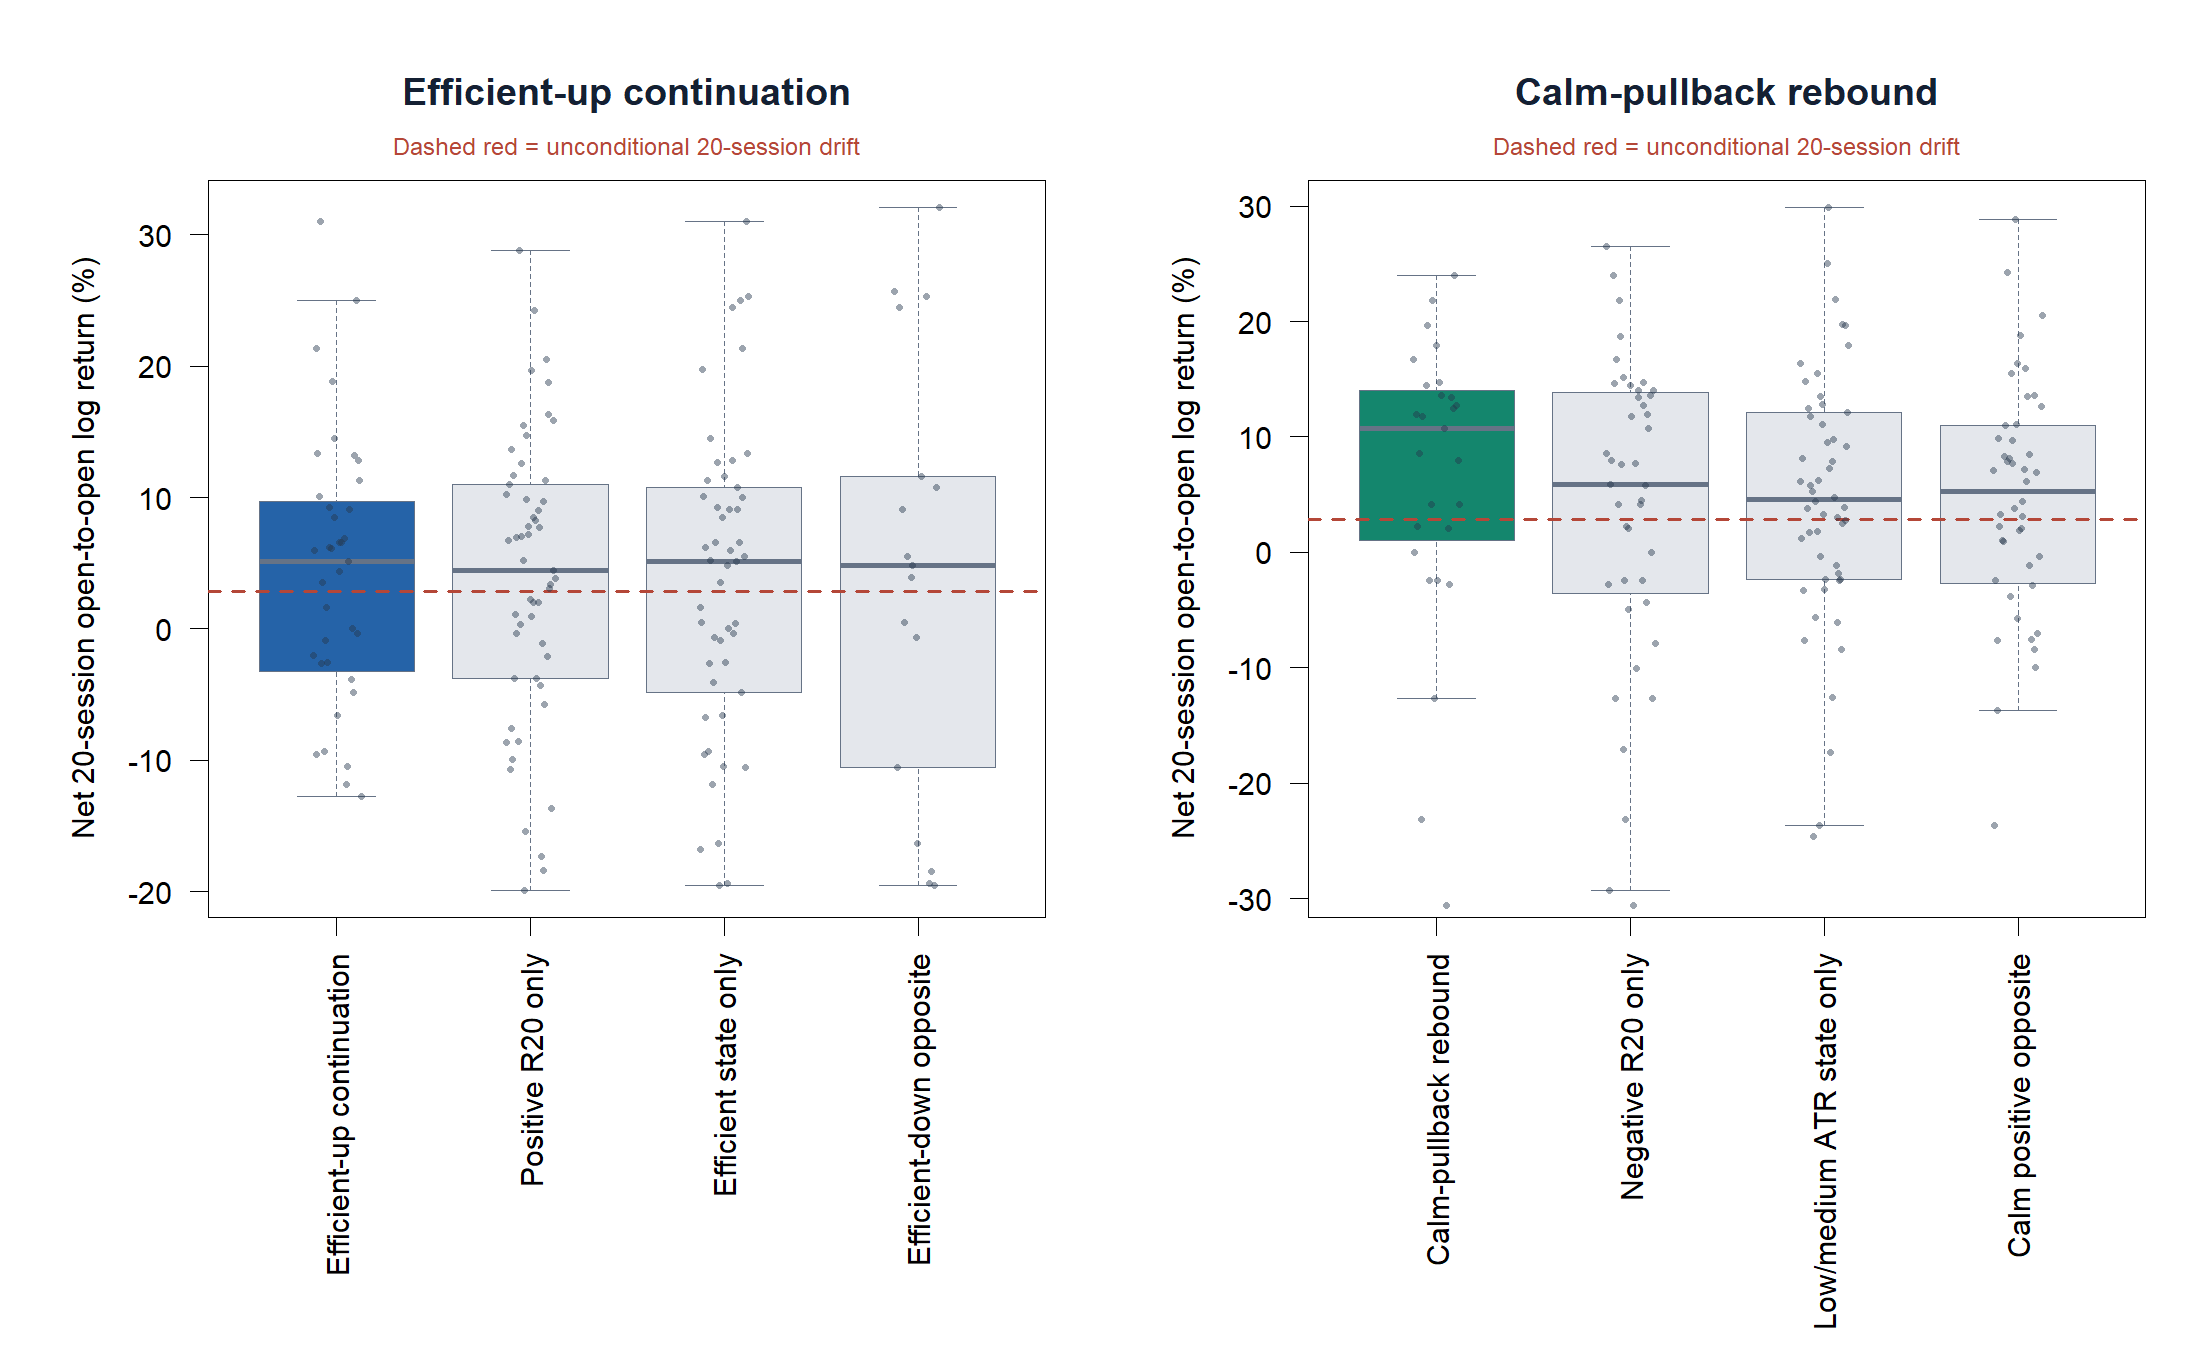 Efficient-up continuation
Dashed red = unconditional 20-session drift
Net 20-session open-to-open log return (%)
30
20
10
0
-10
-20
Efficient-up continuation
Positive R20 only
Efficient state only
Efficient-down opposite
Calm-pullback rebound
Dashed red = unconditional 20-session drift
Net 20-session open-to-open log return (%)
30
20
10
0
-10
-20
-30
Calm-pullback rebound
Negative R20 only
Low/medium ATR state only
Calm positive opposite